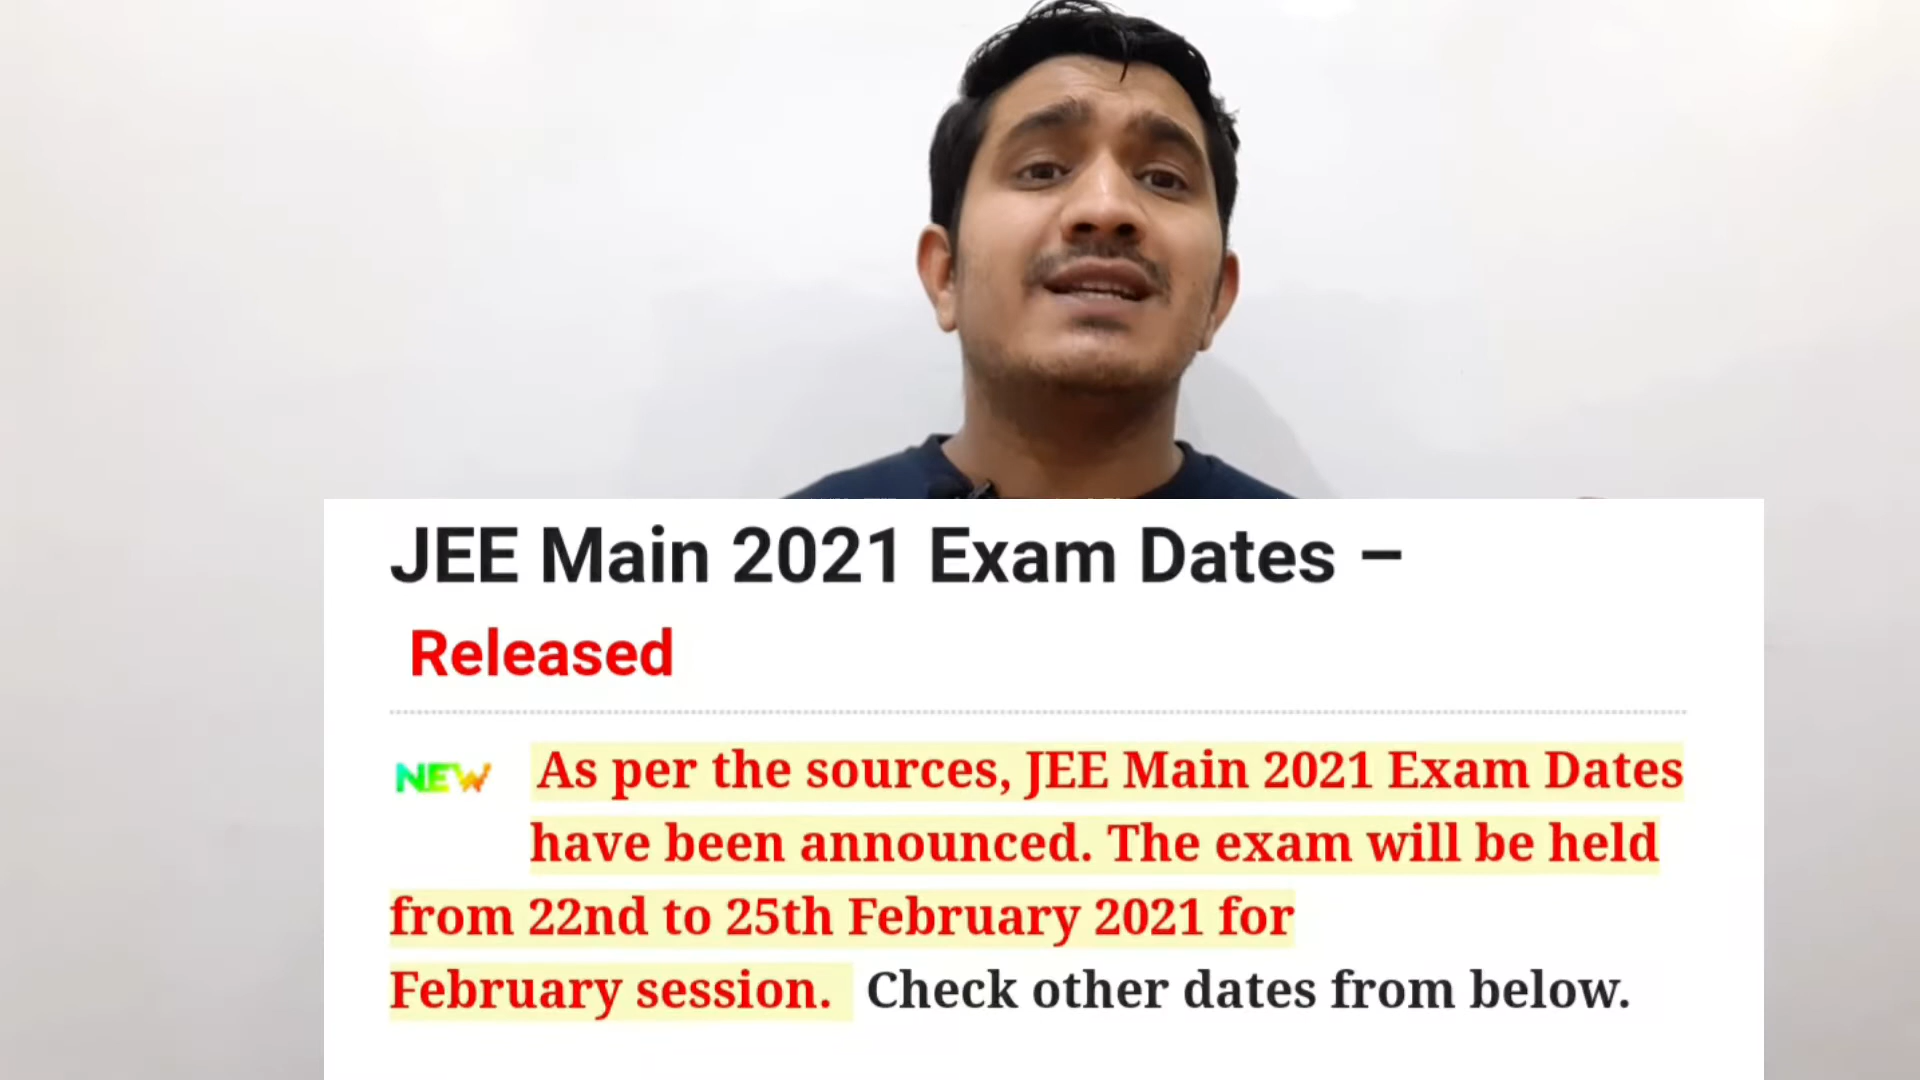 JEE Main 2021 Exam Dates –
Released
NEW As per the sources, JEE Main 2021 Exam Dates
have been announced. The exam will be held
from 22nd to 25th February 2021 for
February session. Check other dates from below.